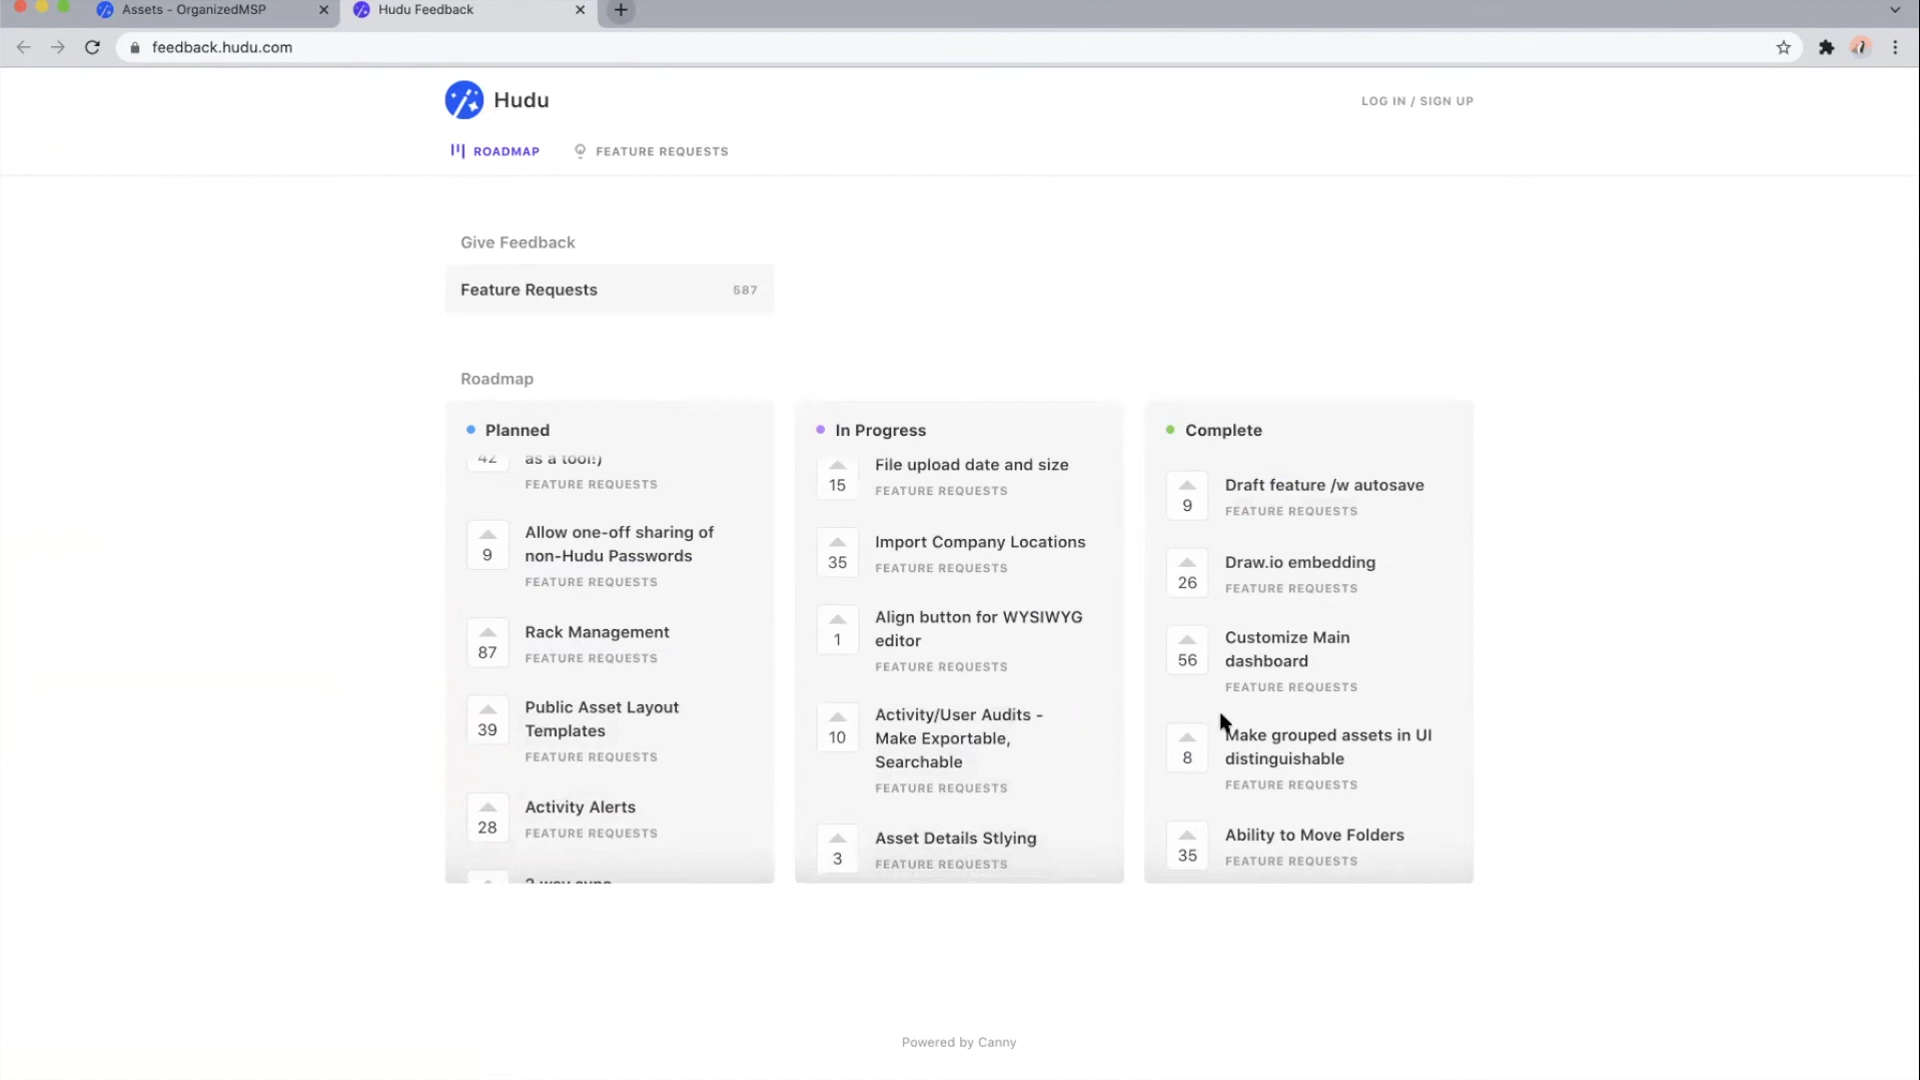 Assets - OrganizedMSP
Hudu Feedback
feedback.hudu.com
Hudu
LOG IN / SIGN UP
ROADMAP
FEATURE REQUESTS
Give Feedback
Feature Requests
587
Roadmap
Planned
42
as a tool!)
FEATURE REQUESTS
9
Allow one-off sharing of
non-Hudu Passwords
FEATURE REQUESTS
87
Rack Management
FEATURE REQUESTS
39
Public Asset Layout
Templates
FEATURE REQUESTS
28
Activity Alerts
FEATURE REQUESTS
2 way sync
In Progress
15
File upload date and size
FEATURE REQUESTS
35
Import Company Locations
FEATURE REQUESTS
1
Align button for WYSIWYG
editor
FEATURE REQUESTS
10
Activity/User Audits -
Make Exportable,
Searchable
FEATURE REQUESTS
3
Asset Details Stlying
FEATURE REQUESTS
Complete
9
Draft feature /w autosave
FEATURE REQUESTS
26
Draw.io embedding
FEATURE REQUESTS
56
Customize Main
dashboard
FEATURE REQUESTS
8
Make grouped assets in UI
distinguishable
FEATURE REQUESTS
35
Ability to Move Folders
FEATURE REQUESTS
Powered by Canny